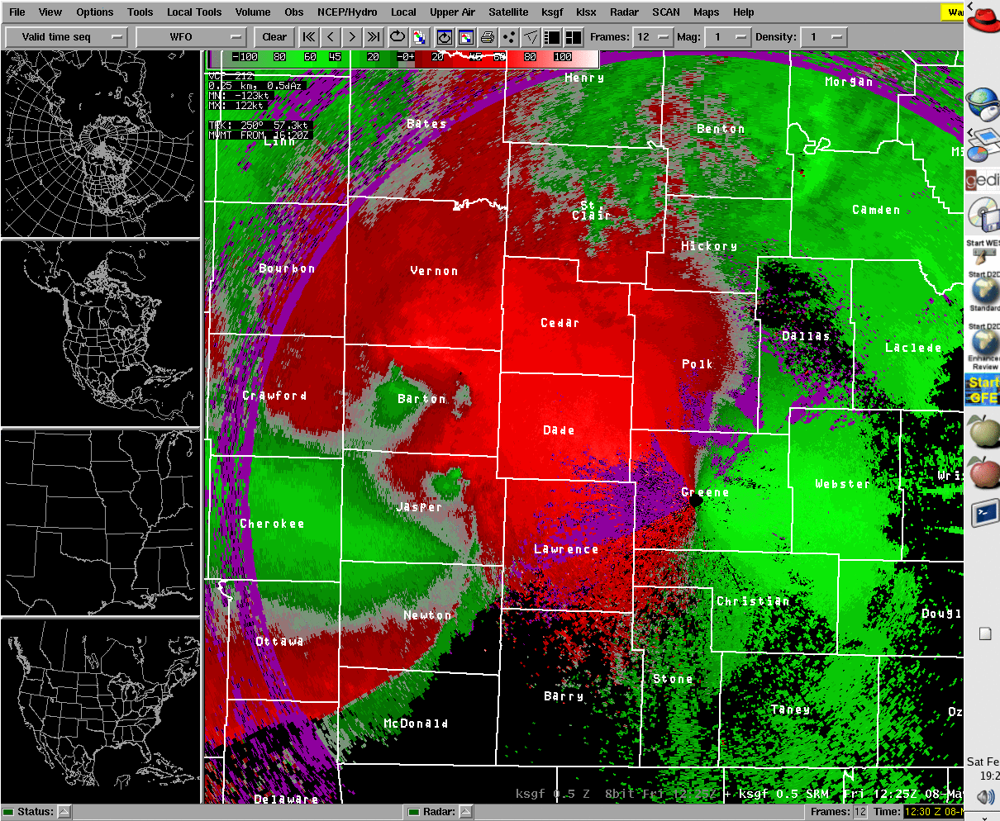 File View Options Tools Local Tools Volume Obs NCEP/Hydro Local Upper Air Satellite ksgf klsx Radar SCAN Maps Help
Valid time seq WFO Clear Frames: 12 Mag: 1 Density: 1
-100 80 60 45 20 -0+ 20 45 60 80 100
VCP 212
0.25 km, 0.5dAz
MN: -123kt
MX: 122kt
TRK: 250° 57.3kt
MVMT FROM 16:20Z
Henry
Morgan
Bates
Benton
Linn
St.
Clair
Camden
Hickory
Bourbon
Vernon
Cedar
Dallas
Laclede
Polk
Crawford
Barton
Dade
Webster
Greene
Jasper
Cherokee
Lawrence
Christian
Newton
Dougl
Ottawa
Stone
Barry
Taney
Oz
McDonald
Delaware
N
ksgf 0.5 Z 8bit Fri 12:25Z + ksgf 0.5 SRM Fri 12:25Z 08-Ma
Status: Radar: Frames: 12 Time: 12:30 Z 08-M
Wa
gedi
Start WES
Start D2D
Standard
Start D2D
Enhanced
Review
Start
GFE
Sat Fe
19:2